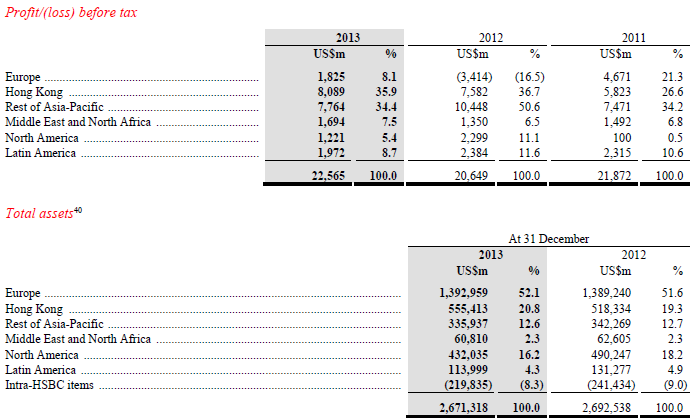 Profit/(loss) before tax
2013 2012 2011
US$m % US$m % US$m %
Europe 1,825 8.1 (3,414) (16.5) 4,671 21.3
Hong Kong 8,089 35.9 7,582 36.7 5,823 26.6
Rest of Asia-Pacific 7,764 34.4 10,448 50.6 7,471 34.2
Middle East and North Africa 1,694 7.5 1,350 6.5 1,492 6.8
North America 1,221 5.4 2,299 11.1 100 0.5
Latin America 1,972 8.7 2,384 11.6 2,315 10.6
22,565 100.0 20,649 100.0 21,872 100.0
Total assets⁴⁰
At 31 December
2013 2012
US$m % US$m %
Europe 1,392,959 52.1 1,389,240 51.6
Hong Kong 555,413 20.8 518,334 19.3
Rest of Asia-Pacific 335,937 12.6 342,269 12.7
Middle East and North Africa 60,810 2.3 62,605 2.3
North America 432,035 16.2 490,247 18.2
Latin America 113,999 4.3 131,277 4.9
Intra-HSBC items (219,835) (8.3) (241,434) (9.0)
2,671,318 100.0 2,692,538 100.0